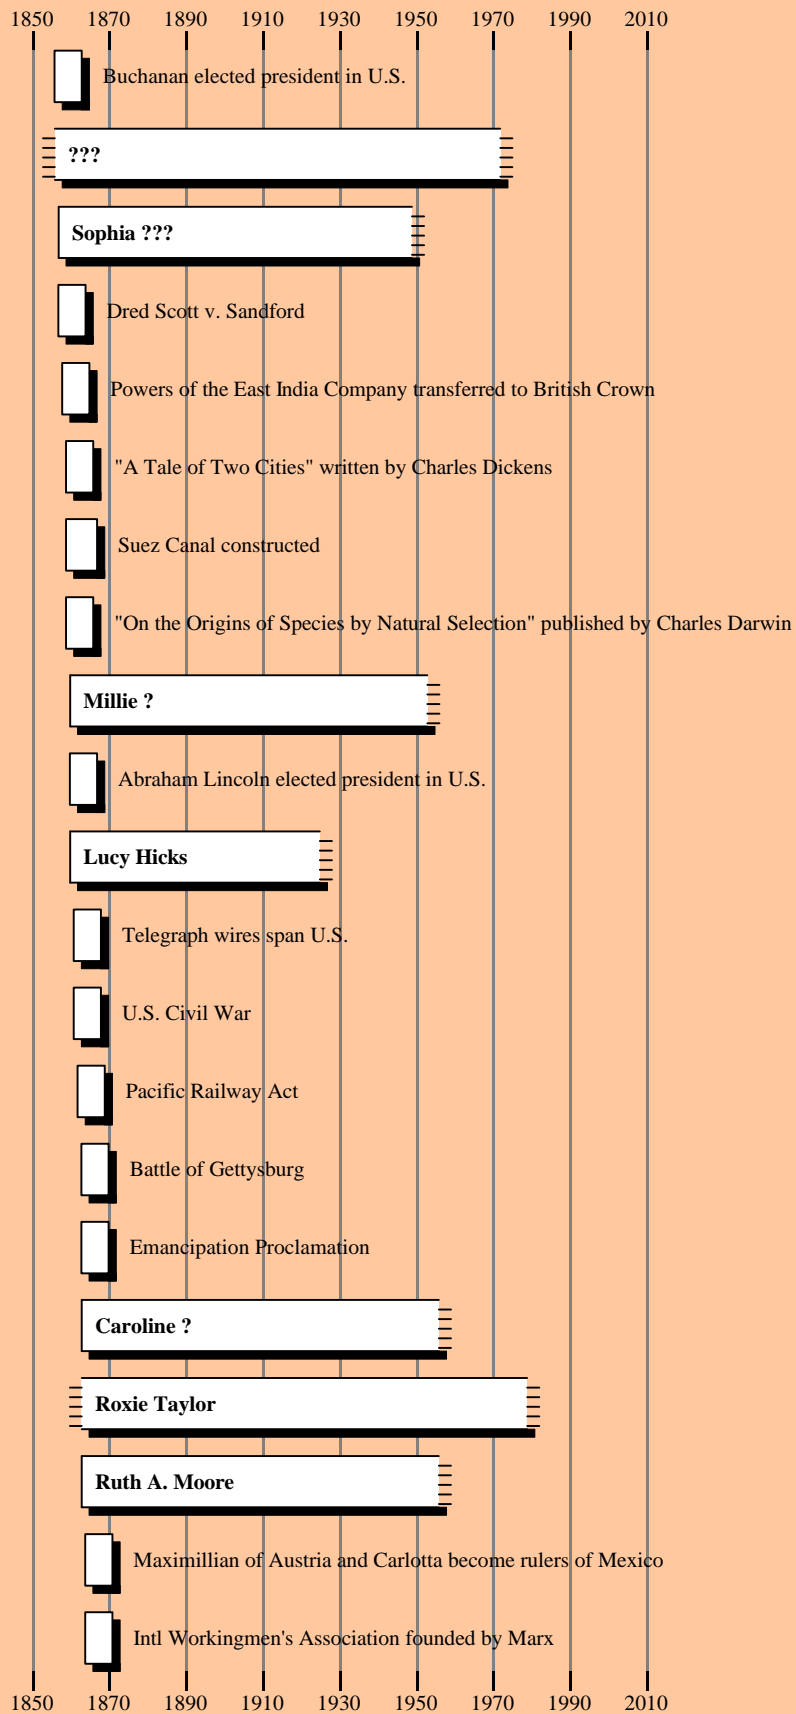 1850 1870 1890 1910 1930 1950 1970 1990 2010
Buchanan elected president in U.S.
???
Sophia ???
Dred Scott v. Sandford
Powers of the East India Company transferred to British Crown
"A Tale of Two Cities" written by Charles Dickens
Suez Canal constructed
"On the Origins of Species by Natural Selection" published by Charles Darwin
Millie ?
Abraham Lincoln elected president in U.S.
Lucy Hicks
Telegraph wires span U.S.
U.S. Civil War
Pacific Railway Act
Battle of Gettysburg
Emancipation Proclamation
Caroline ?
Roxie Taylor
Ruth A. Moore
Maximillian of Austria and Carlotta become rulers of Mexico
Intl Workingmen's Association founded by Marx
1850 1870 1890 1910 1930 1950 1970 1990 2010